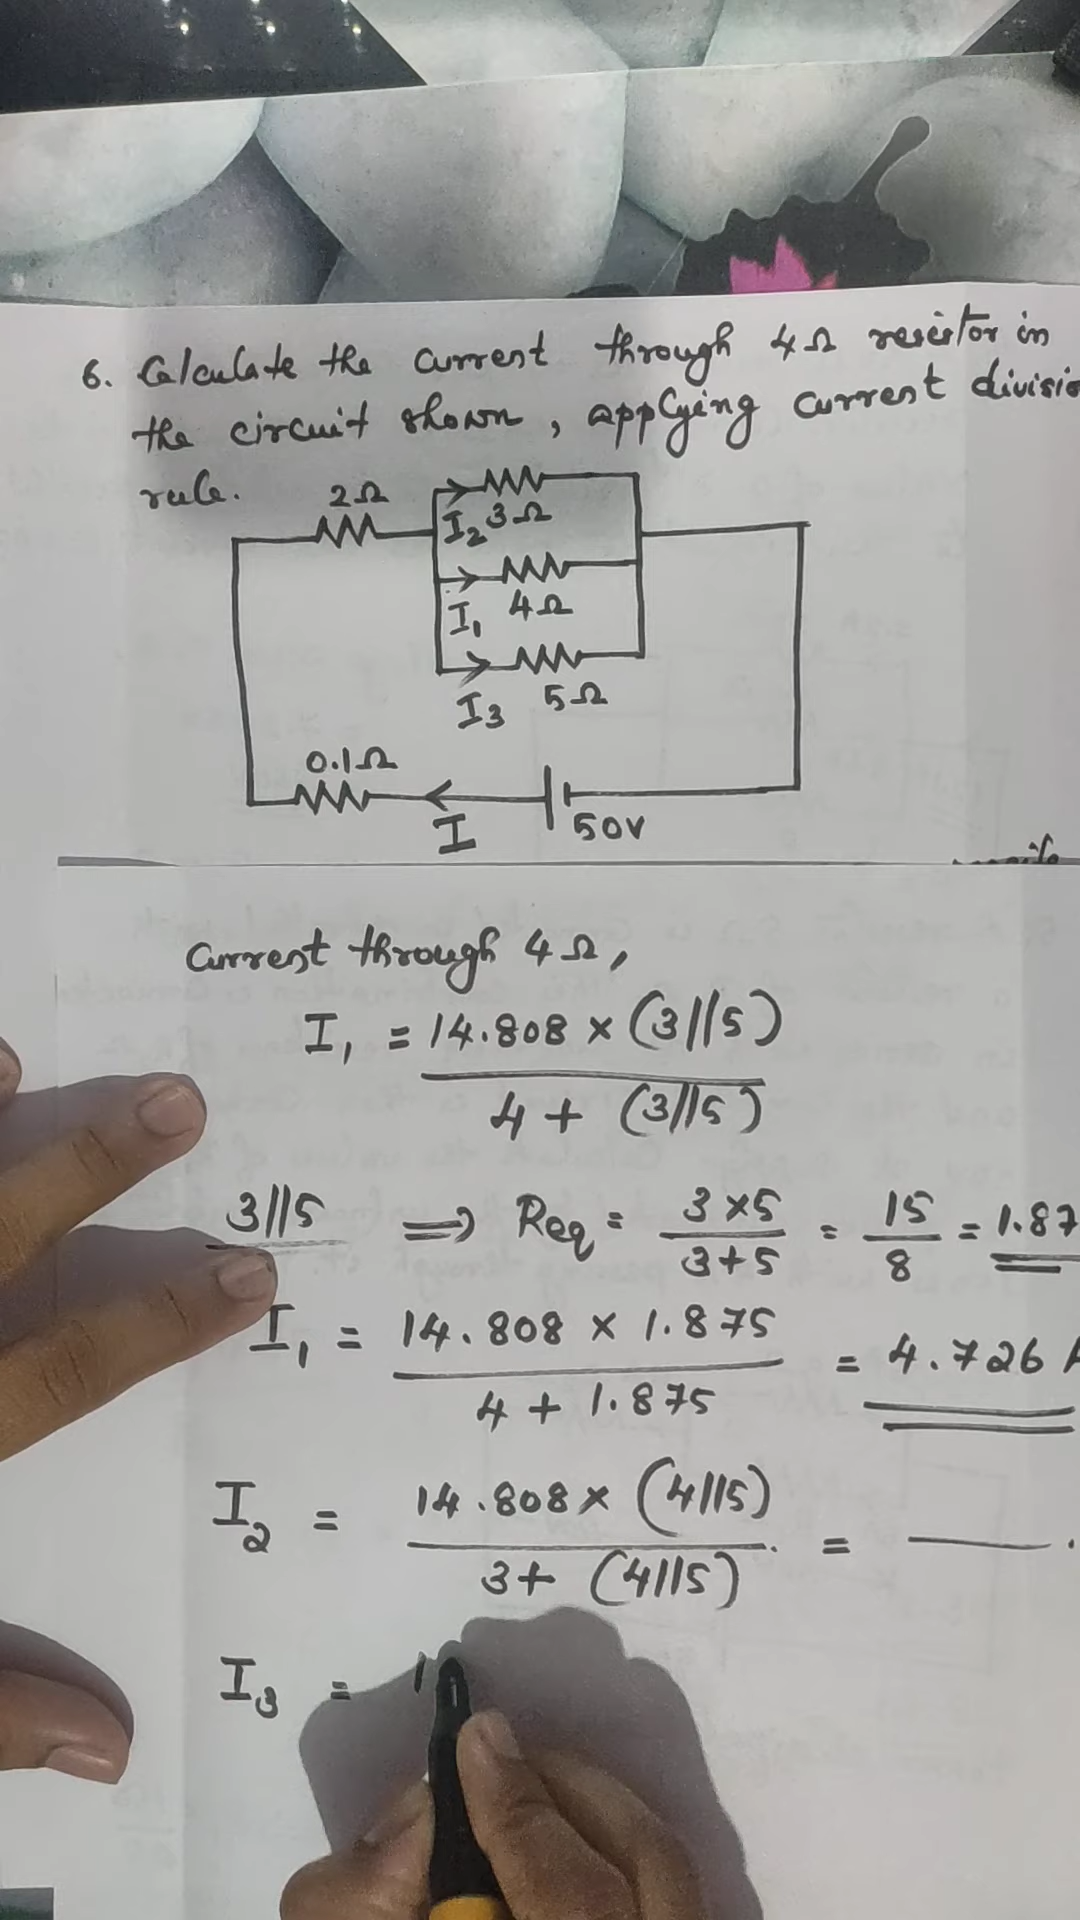 6. Calculate the current through 4Ω resistor in
the circuit shown, applying current divisio
rule.
2Ω
I2 3Ω
I1 4Ω
I3 5Ω
0.1Ω
I 50V
Current through 4Ω,
I1 = 14.808 × (3//5)
4 + (3//5)
3//5 ⟹ Req = 3×5 / 3+5 = 15 / 8 = 1.87
I1 = 14.808 × 1.875 / 4 + 1.875 = 4.726 A
I2 = 14.808 × (4//5) / 3+ (4//5) = ——.
I3 = 1